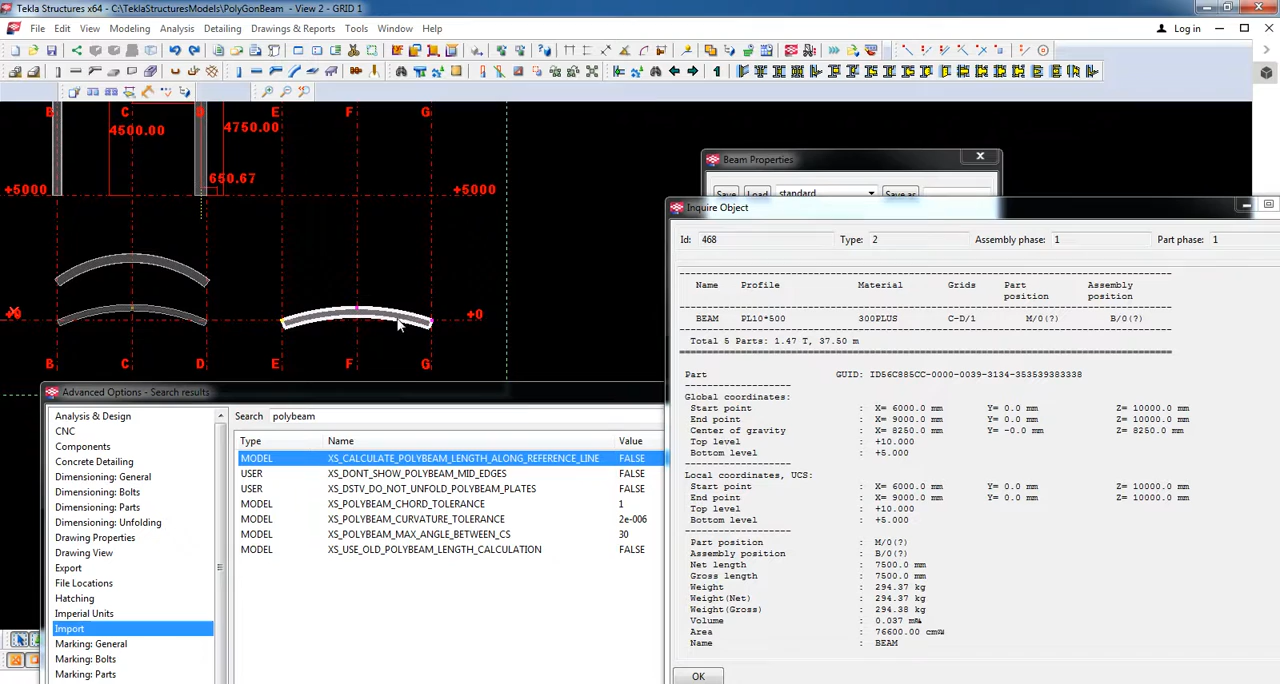 Tekla Structures x64 - C:\TeklaStructuresModels\PolyGonBeam - View 2 - GRID 1
File Edit View Modeling Analysis Detailing Drawings & Reports Tools Window Help Log in
B C D E F G
4500.00 4750.00
650.67
+5000 +5000
+0
B C D E F G
Beam Properties
Save Load standard Save as
Inquire Object
Id: 468 Type: 2 Assembly phase: 1 Part phase: 1
Name Profile Material Grids Part position Assembly position
BEAM PL10*500 300PLUS C-D/1 M/0(?) B/0(?)
Total 5 Parts: 1.47 T, 37.50 m
Part GUID: ID56C885CC-0000-0039-3134-353539383338
Global coordinates:
Start point : X= 6000.0 mm Y= 0.0 mm Z= 10000.0 mm
End point : X= 9000.0 mm Y= 0.0 mm Z= 10000.0 mm
Center of gravity : X= 8250.0 mm Y= -0.0 mm Z= 8250.0 mm
Top level : +10.000
Bottom level : +5.000
Local coordinates, UCS:
Start point : X= 6000.0 mm Y= 0.0 mm Z= 10000.0 mm
End point : X= 9000.0 mm Y= 0.0 mm Z= 10000.0 mm
Top level : +10.000
Bottom level : +5.000
Part position : M/0(?)
Assembly position : B/0(?)
Net length : 7500.0 mm
Gross length : 7500.0 mm
Weight : 294.37 kg
Weight(Net) : 294.37 kg
Weight(Gross) : 294.38 kg
Volume : 0.037
Area : 76600.00
Name : BEAM
OK
Advanced Options - Search results
Analysis & Design
CNC
Components
Concrete Detailing
Dimensioning: General
Dimensioning: Bolts
Dimensioning: Parts
Dimensioning: Unfolding
Drawing Properties
Drawing View
Export
File Locations
Hatching
Imperial Units
Import
Marking: General
Marking: Bolts
Marking: Parts
Search polybeam
Type Name Value
MODEL XS_CALCULATE_POLYBEAM_LENGTH_ALONG_REFERENCE_LINE FALSE
USER XS_DONT_SHOW_POLYBEAM_MID_EDGES FALSE
USER XS_DSTV_DO_NOT_UNFOLD_POLYBEAM_PLATES FALSE
MODEL XS_POLYBEAM_CHORD_TOLERANCE 1
MODEL XS_POLYBEAM_CURVATURE_TOLERANCE 2e-006
MODEL XS_POLYBEAM_MAX_ANGLE_BETWEEN_CS 30
MODEL XS_USE_OLD_POLYBEAM_LENGTH_CALCULATION FALSE